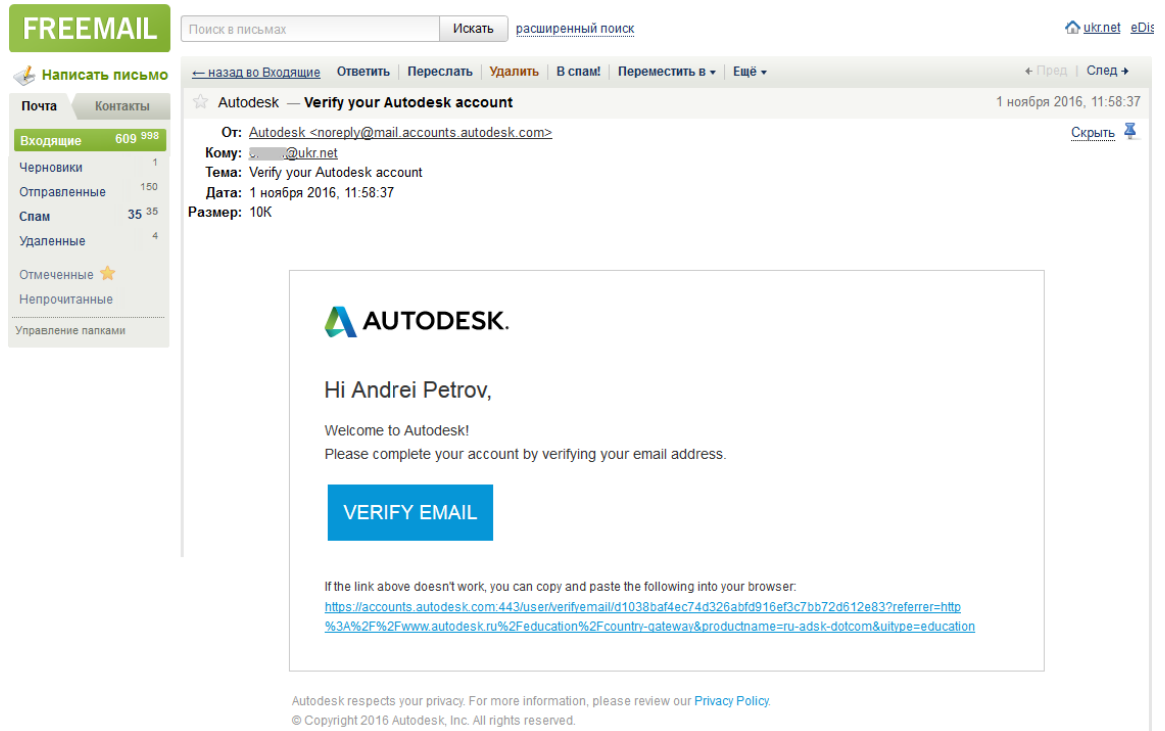 FREEMAIL
Поиск в письмах Искать расширенный поиск ukr.net eDis
Написать письмо
Почта Контакты
Входящие 609 998
Черновики 1
Отправленные 150
Спам 35 35
Удаленные 4
Отмеченные
Непрочитанные
Управление папками
← назад во Входящие Ответить Переслать Удалить В спам! Переместить в ▾ Ещё ▾ ← Пред | След →
Autodesk — Verify your Autodesk account 1 ноября 2016, 11:58:37
От: Autodesk <noreply@mail.accounts.autodesk.com> Скрыть
Кому: @ukr.net
Тема: Verify your Autodesk account
Дата: 1 ноября 2016, 11:58:37
Размер: 10K
AUTODESK.
Hi Andrei Petrov,
Welcome to Autodesk!
Please complete your account by verifying your email address.
VERIFY EMAIL
If the link above doesn't work, you can copy and paste the following into your browser:
https://accounts.autodesk.com:443/user/verifyemail/d1038baf4ec74d326abfd916ef3c7bb72d612e83?referrer=http
%3A%2F%2Fwww.autodesk.ru%2Feducation%2Fcountry-gateway&productname=ru-adsk-dotcom&uitype=education
Autodesk respects your privacy. For more information, please review our Privacy Policy.
© Copyright 2016 Autodesk, Inc. All rights reserved.